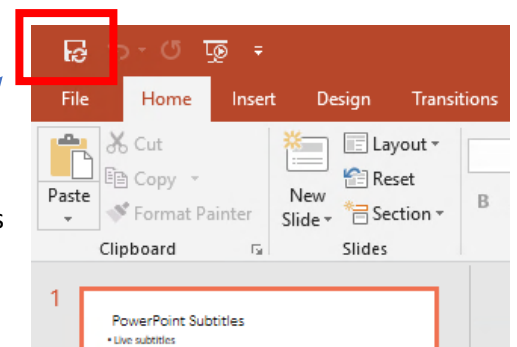 File Home Insert Design Transitions
Cut
Copy
Format Painter
Paste
New
Slide
Layout
Reset
Section
B
Clipboard
Slides
1
PowerPoint Subtitles
• Live subtitles